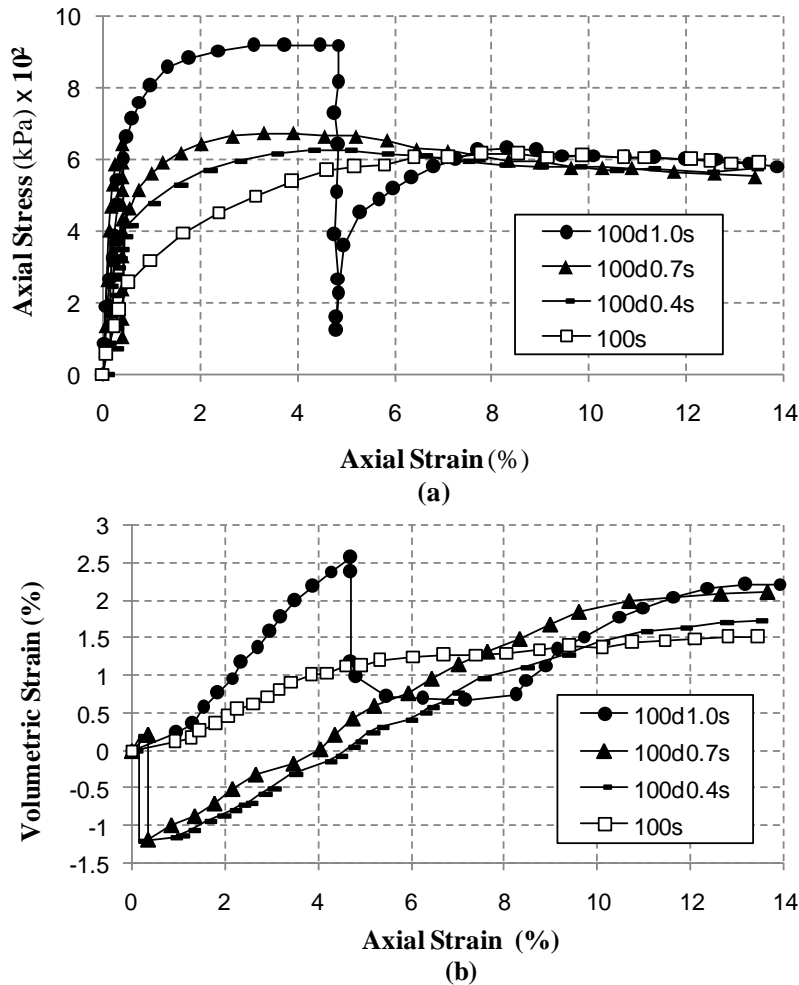 10
8
6
4
2
0
Axial Stress (kPa) x 10²
100d1.0s
100d0.7s
100d0.4s
100s
0 2 4 6 8 10 12 14
Axial Strain (%)
(a)
3
2.5
2
1.5
1
0.5
0
-0.5
-1
-1.5
Volumetric Strain (%)
100d1.0s
100d0.7s
100d0.4s
100s
0 2 4 6 8 10 12 14
Axial Strain (%)
(b)